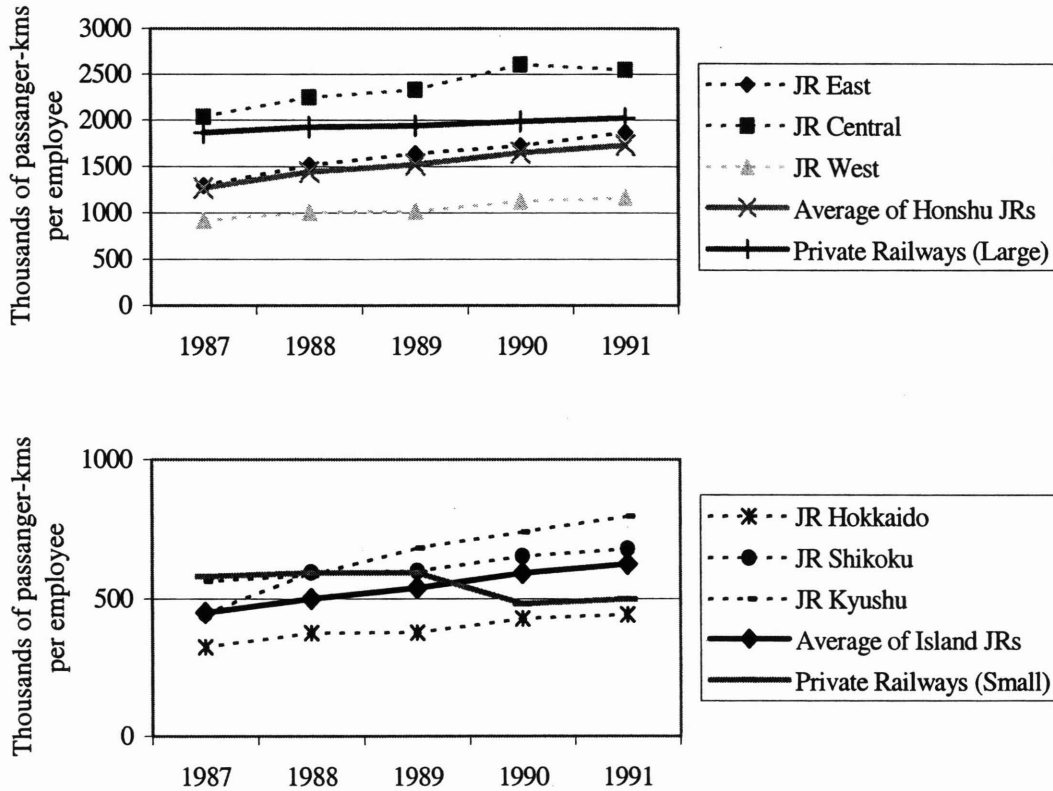 Thousands of passanger-kms
per employee
3000
2500
2000
1500
1000
500
0
1987 1988 1989 1990 1991
JR East
JR Central
JR West
Average of Honshu JRs
Private Railways (Large)
Thousands of passanger-kms
per employee
1000
500
0
1987 1988 1989 1990 1991
JR Hokkaido
JR Shikoku
JR Kyushu
Average of Island JRs
Private Railways (Small)